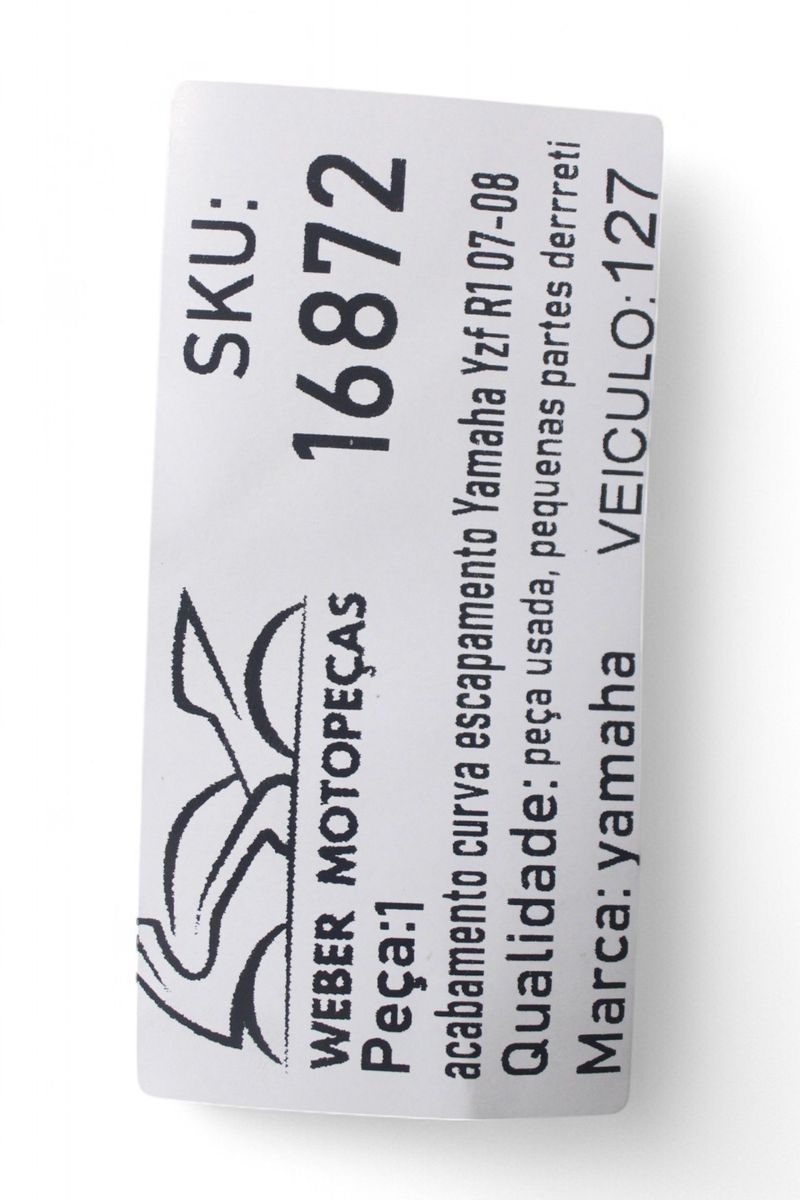 SKU:
16872
WEBER MOTOPEÇAS
Peça:1
acabamento curva escapamento Yamaha Yzf R1 07-08
Qualidade: peça usada, pequenas partes derrreti
Marca: yamaha VEICULO:127